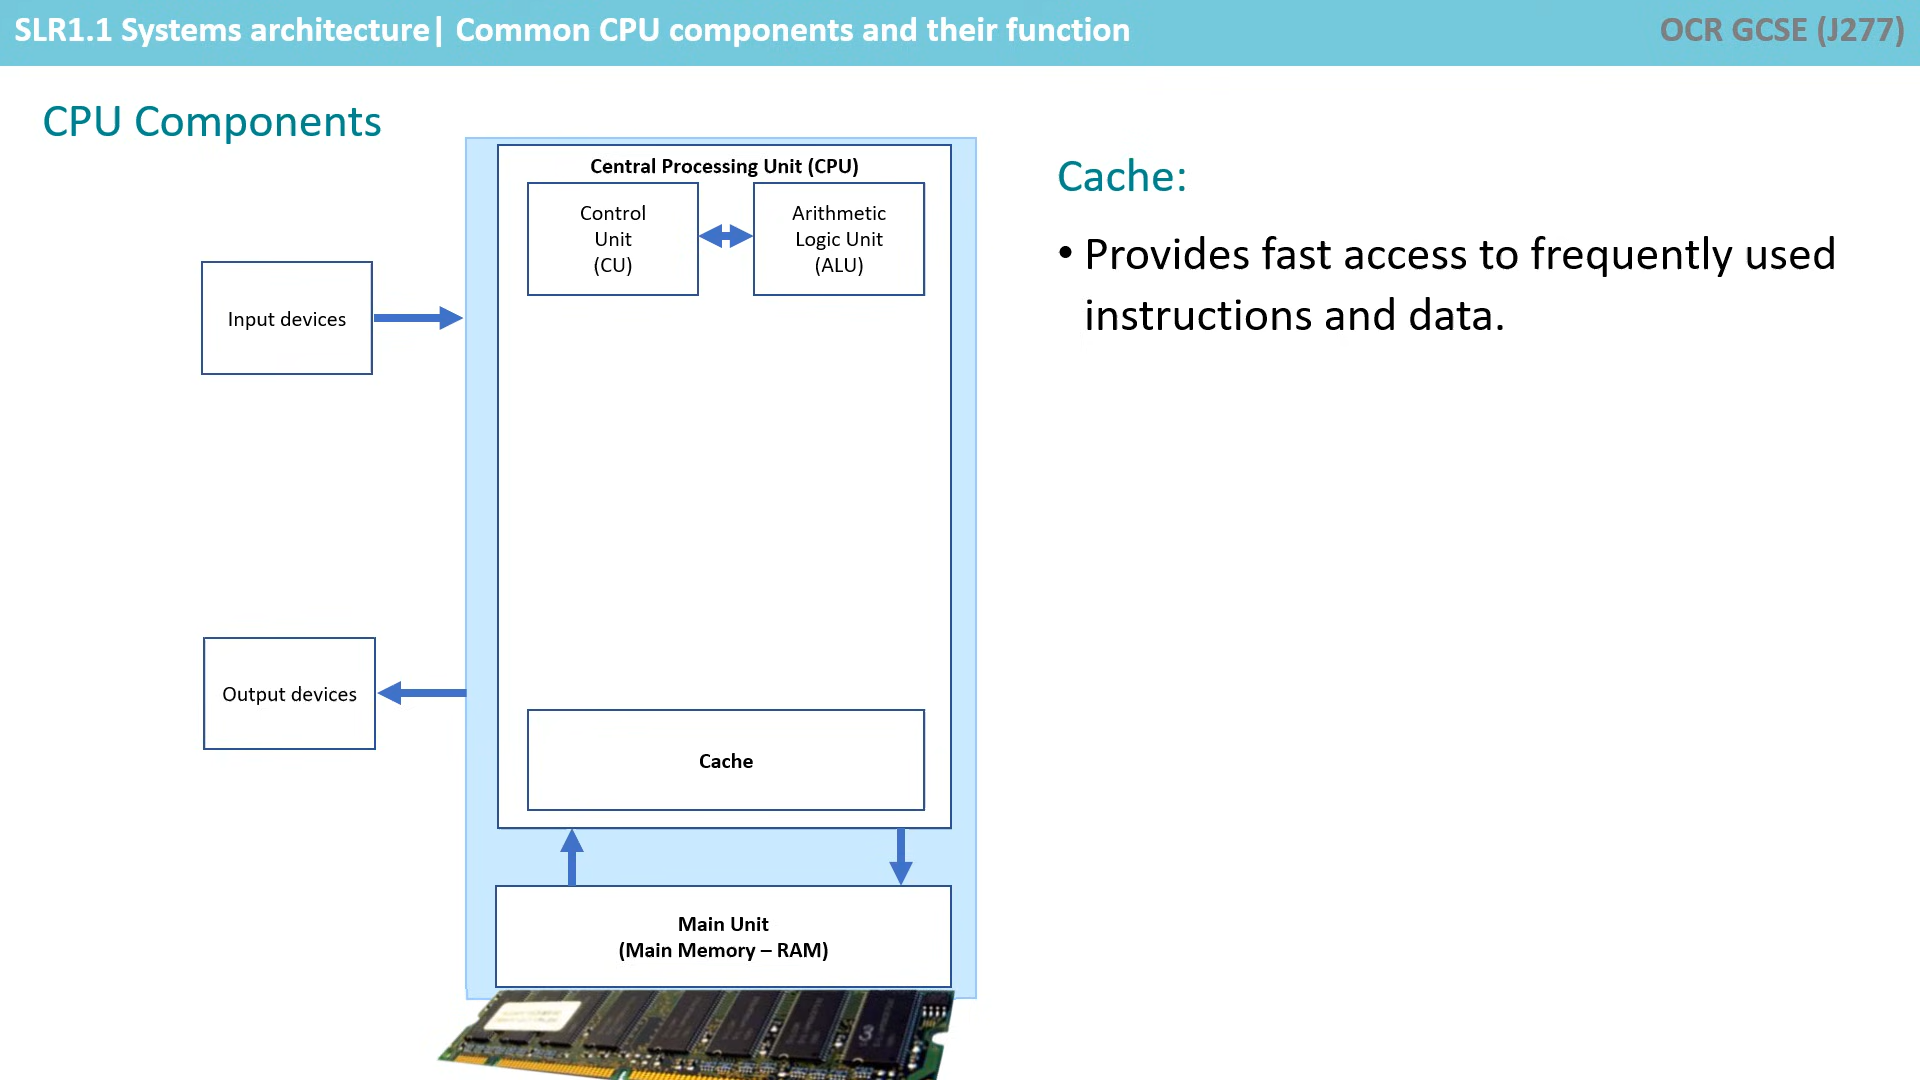 SLR1.1 Systems architecture| Common CPU components and their function
OCR GCSE (J277)
CPU Components
Central Processing Unit (CPU)
Control
Unit
(CU)
Arithmetic
Logic Unit
(ALU)
Input devices
Output devices
Cache
Main Unit
(Main Memory – RAM)
Cache:
• Provides fast access to frequently used
instructions and data.